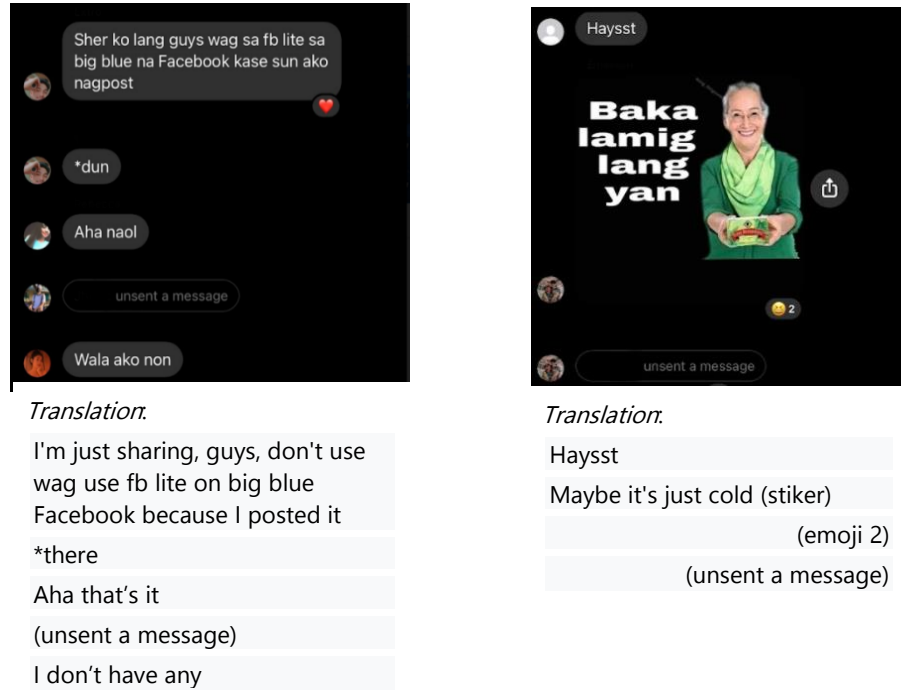 Sher ko lang guys wag sa fb lite sa
big blue na Facebook kase sun ako
nagpost
*dun
Aha naol
unsent a message
Wala ako non
Translation:
I'm just sharing, guys, don't use
wag use fb lite on big blue
Facebook because I posted it
*there
Aha that's it
(unsent a message)
I don't have any
Haysst
Baka
lamig
lang
yan
2
unsent a message
Translation:
Haysst
Maybe it's just cold (stiker)
(emoji 2)
(unsent a message)